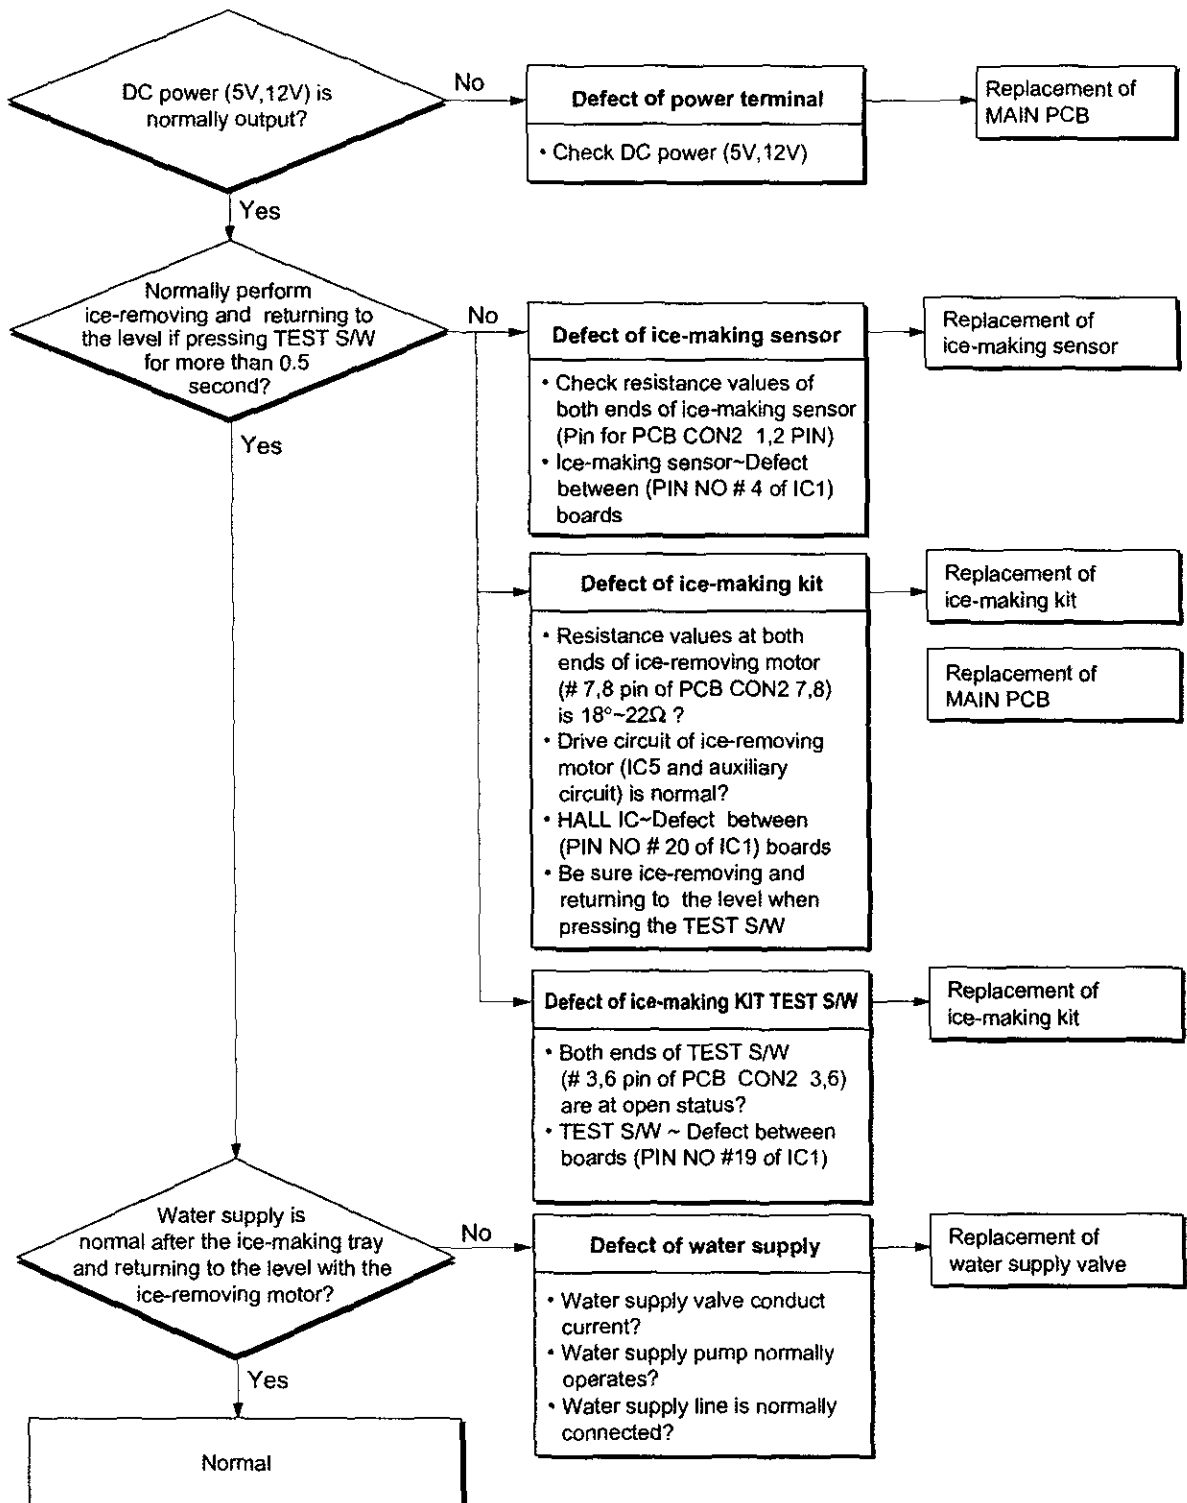 DC power (5V,12V) is
normally output?
No
Defect of power terminal
• Check DC power (5V,12V)
Replacement of
MAIN PCB
Yes
Normally perform
ice-removing and returning to
the level if pressing TEST S/W
for more than 0.5
second?
No
Defect of ice-making sensor
• Check resistance values of
both ends of ice-making sensor
(Pin for PCB CON2 1,2 PIN)
• Ice-making sensor~Defect
between (PIN NO # 4 of IC1)
boards
Replacement of
ice-making sensor
Yes
Defect of ice-making kit
• Resistance values at both
ends of ice-removing motor
(# 7,8 pin of PCB CON2 7,8)
is 18°~22Ω ?
• Drive circuit of ice-removing
motor (IC5 and auxiliary
circuit) is normal?
• HALL IC~Defect between
(PIN NO # 20 of IC1) boards
• Be sure ice-removing and
returning to the level when
pressing the TEST S/W
Replacement of
ice-making kit
Replacement of
MAIN PCB
Defect of ice-making KIT TEST S/W
• Both ends of TEST S/W
(# 3,6 pin of PCB CON2 3,6)
are at open status?
• TEST S/W ~ Defect between
boards (PIN NO #19 of IC1)
Replacement of
ice-making kit
Water supply is
normal after the ice-making tray
and returning to the level with the
ice-removing motor?
No
Defect of water supply
• Water supply valve conduct
current?
• Water supply pump normally
operates?
• Water supply line is normally
connected?
Replacement of
water supply valve
Yes
Normal